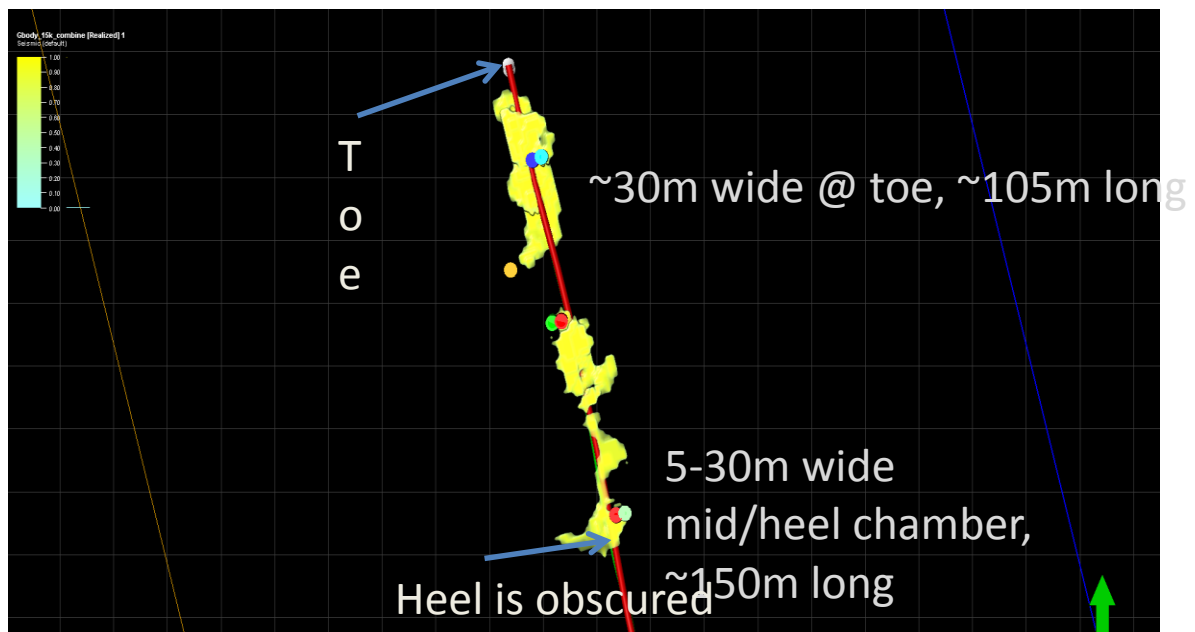 Gbody_15k_combine [Realized] 1
Seismic (default)
1.00
0.90
0.80
0.70
0.60
0.50
0.40
0.30
0.20
0.10
0.00
T
o
e
~30m wide @ toe, ~105m long
5-30m wide
mid/heel chamber,
~150m long
Heel is obscured